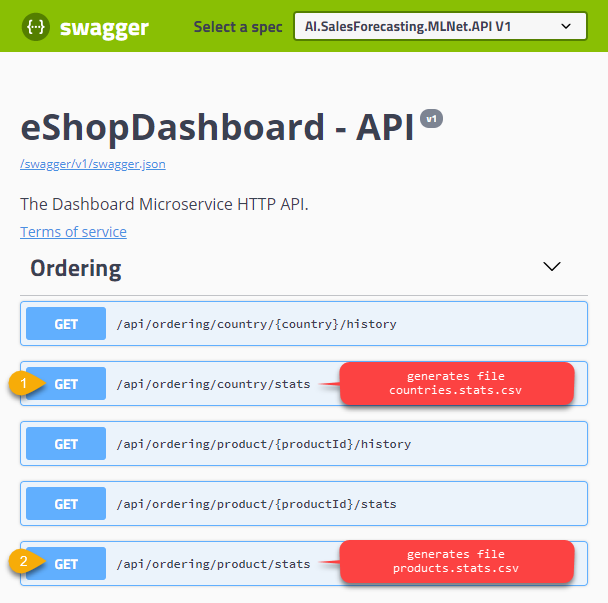 {···} swagger Select a spec AI.SalesForecasting.MLNet.API V1
eShopDashboard - API v1
/swagger/v1/swagger.json
The Dashboard Microservice HTTP API.
Terms of service
Ordering
GET /api/ordering/country/{country}/history
1 GET /api/ordering/country/stats
generates file
countries.stats.csv
GET /api/ordering/product/{productId}/history
GET /api/ordering/product/{productId}/stats
2 GET /api/ordering/product/stats
generates file
products.stats.csv